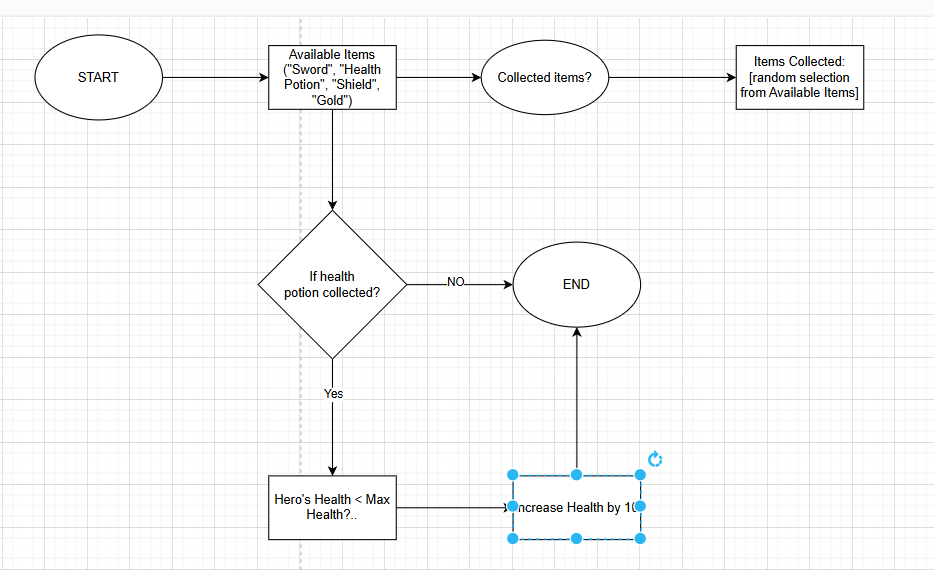 START
Available Items
("Sword", "Health
Potion", "Shield",
"Gold")
Collected items?
Items Collected:
[random selection
from Available Items]
If health
potion collected?
NO
END
Yes
Hero's Health < Max
Health?..
Increase Health by 10